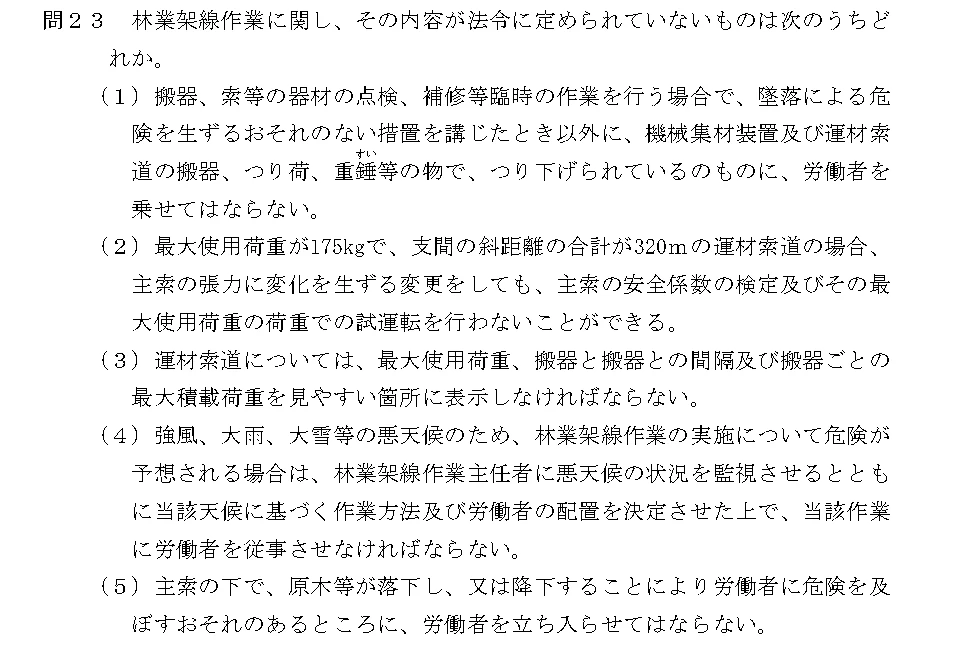 問２３　林業架線作業に関し、その内容が法令に定められていないものは次のうちど
れか。
（１）搬器、索等の器材の点検、補修等臨時の作業を行う場合で、墜落による危
険を生ずるおそれのない措置を講じたとき以外に、機械集材装置及び運材索
すい
道の搬器、つり荷、重錘等の物で、つり下げられているのものに、労働者を
乗せてはならない。
（２）最大使用荷重が175kgで、支間の斜距離の合計が320ｍの運材索道の場合、
主索の張力に変化を生ずる変更をしても、主索の安全係数の検定及びその最
大使用荷重の荷重での試運転を行わないことができる。
（３）運材索道については、最大使用荷重、搬器と搬器との間隔及び搬器ごとの
最大積載荷重を見やすい箇所に表示しなければならない。
（４）強風、大雨、大雪等の悪天候のため、林業架線作業の実施について危険が
予想される場合は、林業架線作業主任者に悪天候の状況を監視させるととも
に当該天候に基づく作業方法及び労働者の配置を決定させた上で、当該作業
に労働者を従事させなければならない。
（５）主索の下で、原木等が落下し、又は降下することにより労働者に危険を及
ぼすおそれのあるところに、労働者を立ち入らせてはならない。